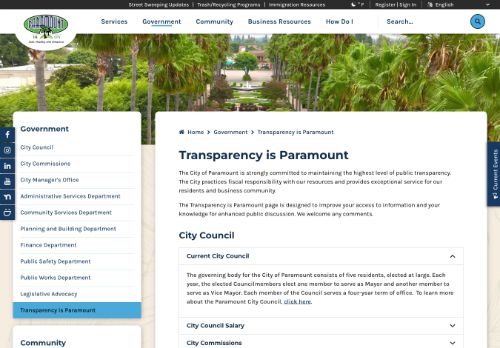 Street Sweeping Updates | Trash/Recycling Programs | Immigration Resources
° F | Register | Sign In | English
PARAMOUNT
Services Government Community Business Resources How Do I Search...
Government
City Council
City Commissions
City Manager's Office
Administrative Services Department
Community Services Department
Planning and Building Department
Finance Department
Public Safety Department
Public Works Department
Legislative Advocacy
Transparency is Paramount
Community
Home > Government > Transparency is Paramount
Transparency is Paramount
The City of Paramount is strongly committed to maintaining the highest level of public transparency.
The City practices fiscal responsibility with our resources and provides exceptional service for our
residents and business community.
The Transparency is Paramount page is designed to improve your access to information and your
knowledge for enhanced public discussion. We welcome any comments.
City Council
Current City Council
The governing body for the City of Paramount consists of five residents, elected at large. Each
year, the elected Council members elect one member to serve as Mayor and another member to
serve as Vice Mayor. Each member of the Council serves a four-year term of office. To learn more
about the Paramount City Council, click here.
City Council Salary
City Commissions
Current Events